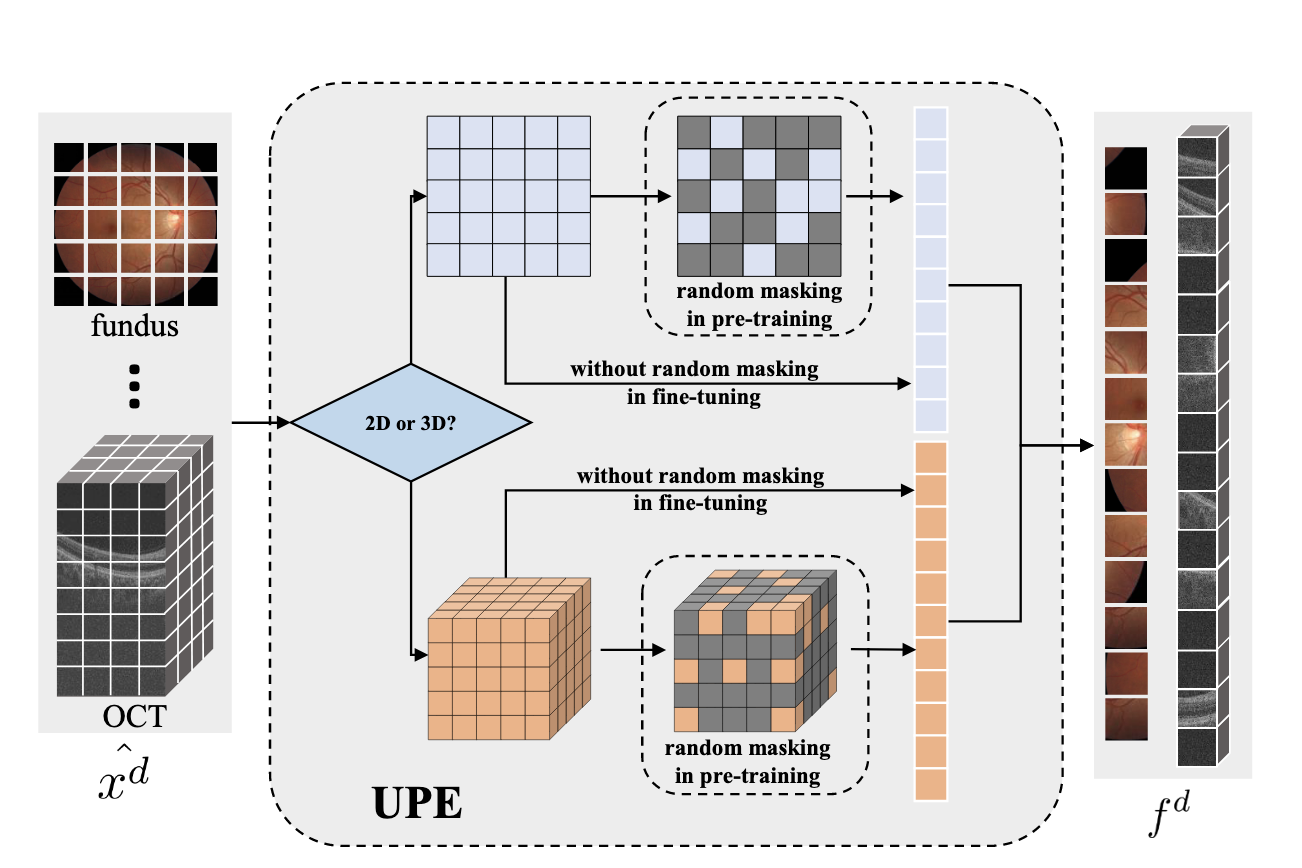 fundus
OCT
x̂^d
2D or 3D?
random masking
in pre-training
without random masking
in fine-tuning
without random masking
in fine-tuning
random masking
in pre-training
UPE
f^d